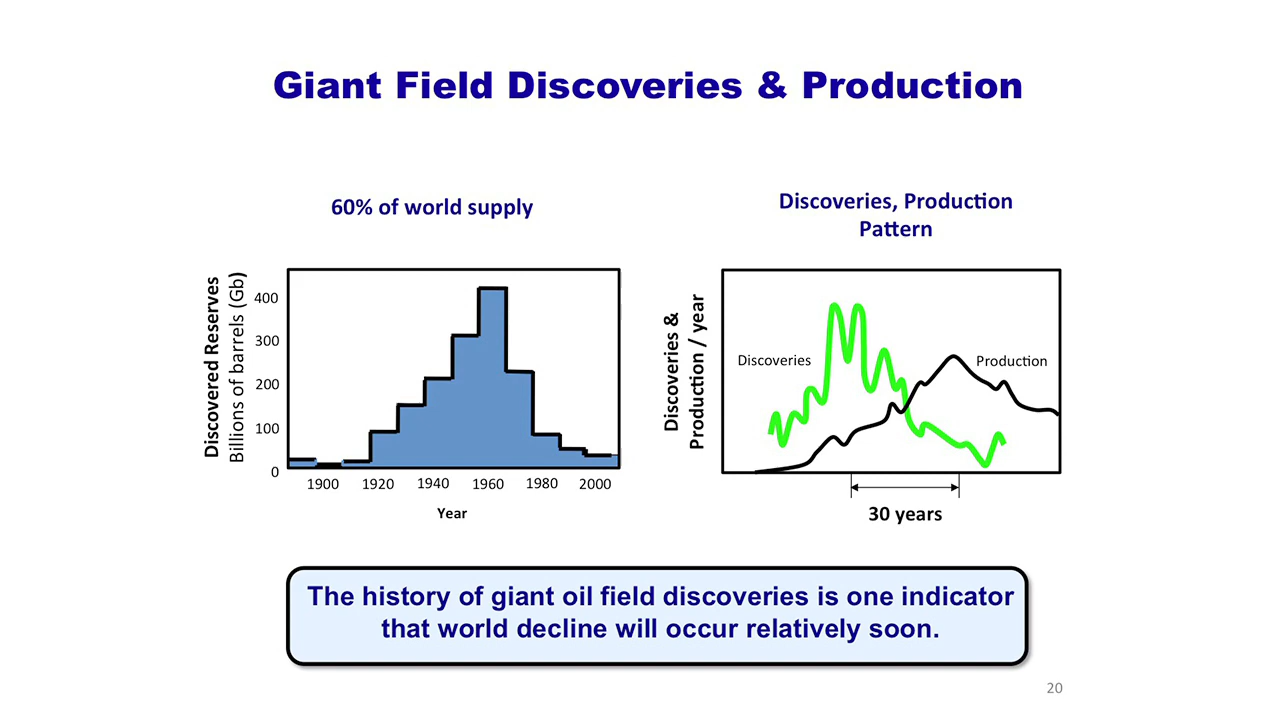 Giant Field Discoveries & Production
60% of world supply
Discovered Reserves
Billions of barrels (Gb)
400
300
200
100
0
1900 1920 1940 1960 1980 2000
Year
Discoveries, Production
Pattern
Discoveries &
Production / year
Discoveries
Production
30 years
The history of giant oil field discoveries is one indicator
that world decline will occur relatively soon.
20